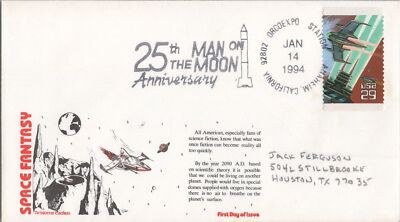 25th MAN ON
THE MOON
Anniversary
ORCOEXPO STATION
ANAHEIM, CALIFORNIA 92802
JAN
14
1994
USA
29
SPACE FANTASY
All American, especially fans of
science fiction, know that what was
once fiction can become reality all
too quickly.
By the year 2090 A.D. based
on scientific theory it is possible
that we could be living on another
planet. People would live in special
domes supplied with oxygen because
there is no air to breathe on the
planet's surface.
Artcraft Cachets
First Day of Issue
JACK FERGUSON
5042 STILLBROOKE
HOUSTON, TX 77035